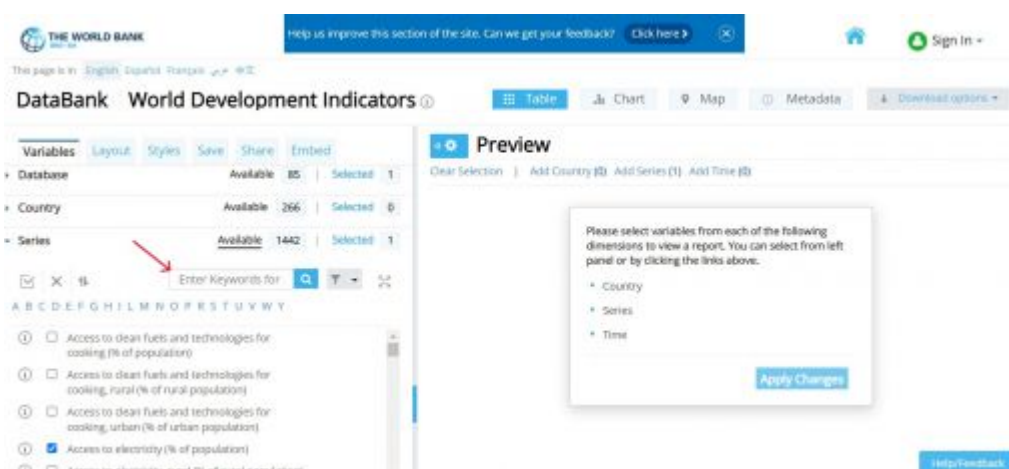 THE WORLD BANK
Help us improve this section of the site. Can we get your feedback? Click here
Sign In
This page is in English Español Français عربي 中文
DataBank World Development Indicators
Table Chart Map Metadata Download options
Variables Layout Styles Save Share Embed
Database Available 85 | Selected 1
Country Available 266 | Selected 0
Series Available 1442 | Selected 1
Enter Keywords for
A B C D E F G H I L M N O P R S T U V W Y
Access to clean fuels and technologies for
cooking (% of population)
Access to clean fuels and technologies for
cooking, rural (% of rural population)
Access to clean fuels and technologies for
cooking, urban (% of urban population)
Access to electricity (% of population)
Preview
Clear Selection | Add Country (0) Add Series (1) Add Time (0)
Please select variables from each of the following
dimensions to view a report. You can select from left
panel or by clicking the links above.
Country
Series
Time
Apply Changes
Help/Feedback